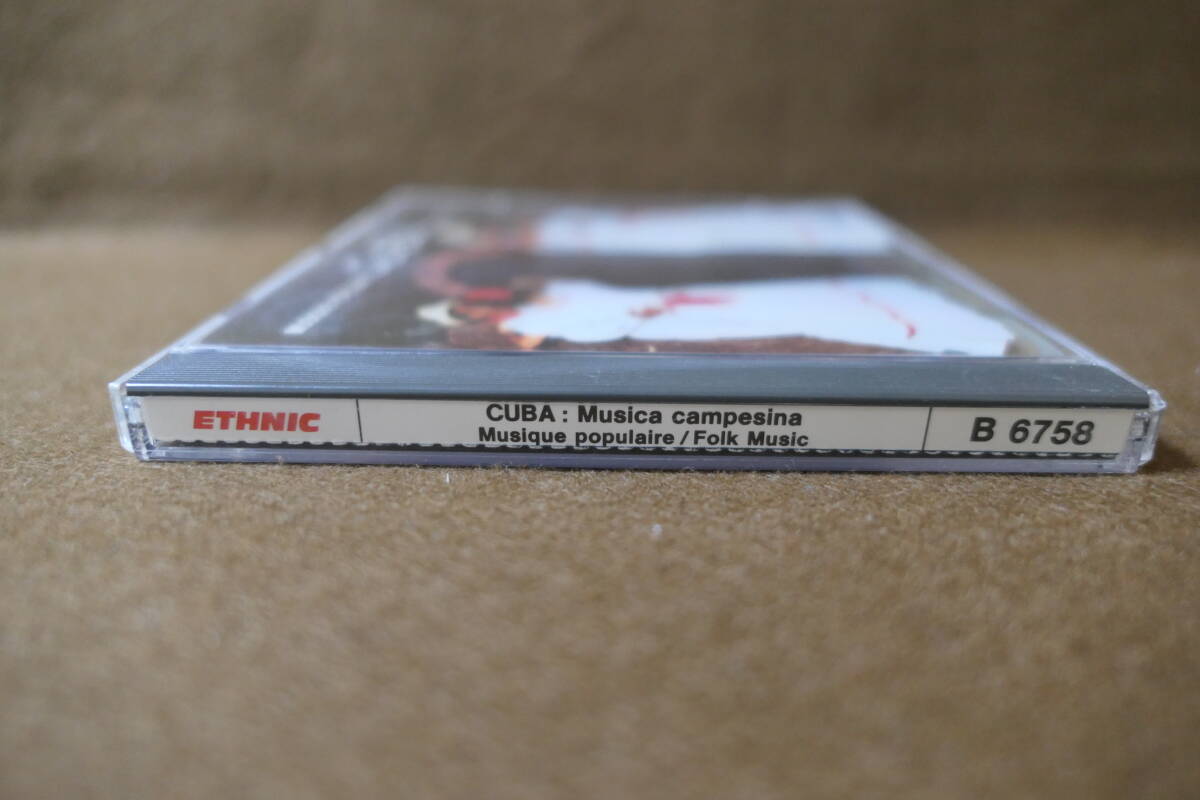 ETHNIC
CUBA : Musica campesina
Musique populaire / Folk Music
B 6758